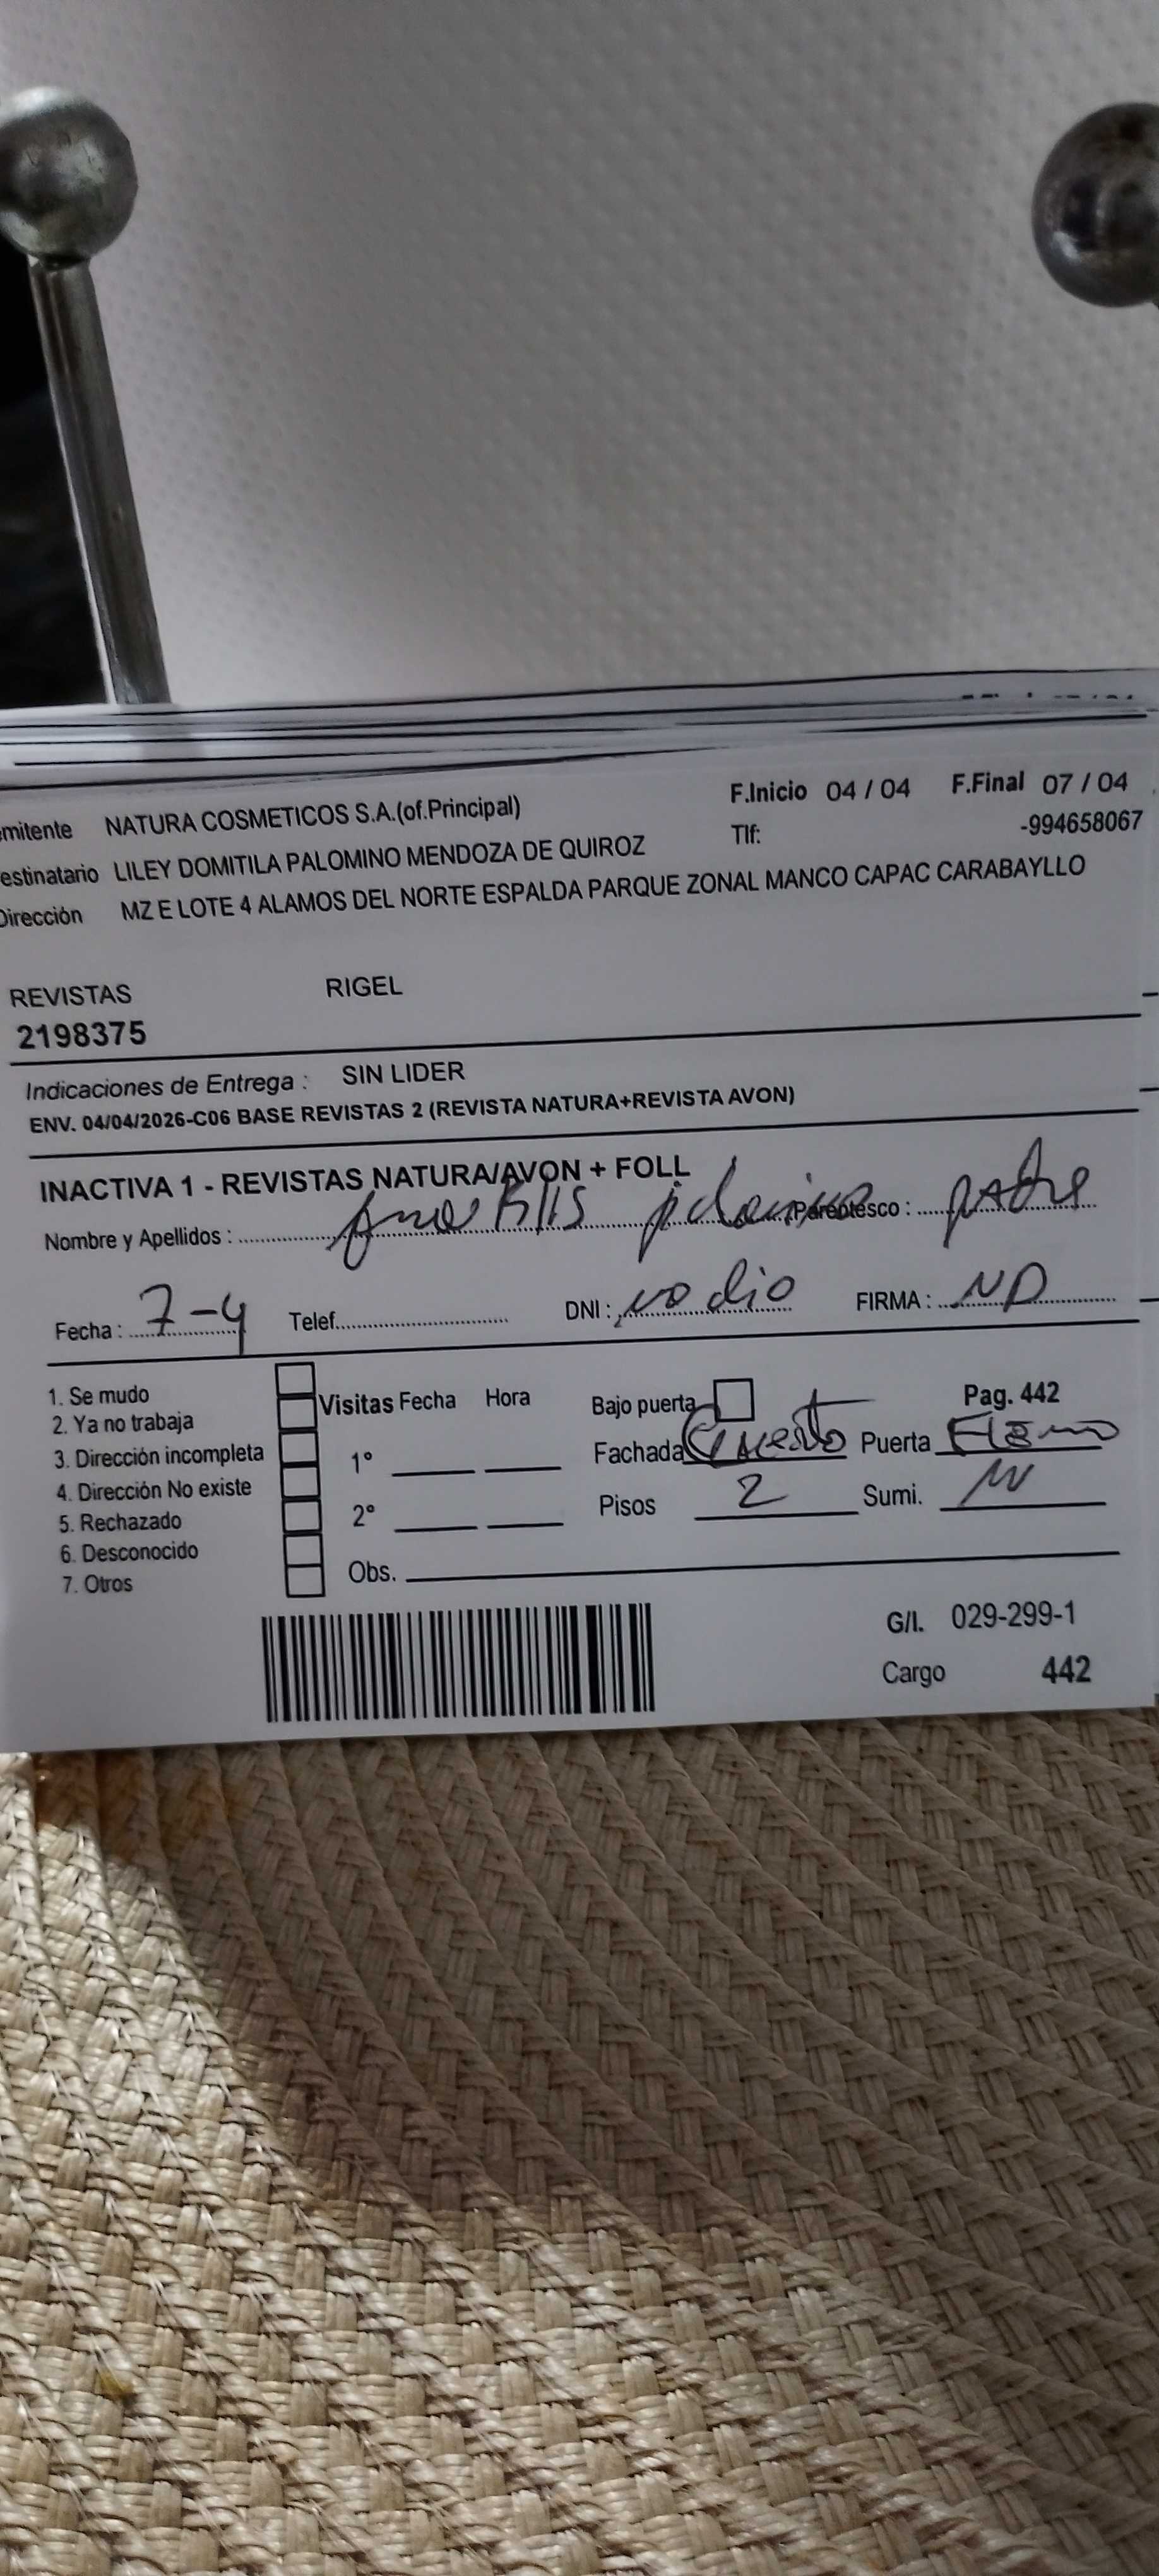 mitente NATURA COSMETICOS S.A.(of.Principal) F.Inicio 04 / 04 F.Final 07 / 04
estinatario LILEY DOMITILA PALOMINO MENDOZA DE QUIROZ Tlf: -994658067
Dirección MZ E LOTE 4 ALAMOS DEL NORTE ESPALDA PARQUE ZONAL MANCO CAPAC CARABAYLLO
REVISTAS RIGEL
2198375
Indicaciones de Entrega : SIN LIDER
ENV. 04/04/2026-C06 BASE REVISTAS 2 (REVISTA NATURA+REVISTA AVON)
INACTIVA 1 - REVISTAS NATURA/AVON + FOLL
Nombre y Apellidos : Parentesco : padre
Fecha : 7-4 Telef. DNI : no dio FIRMA : ND
1. Se mudo
2. Ya no trabaja
3. Dirección incompleta
4. Dirección No existe
5. Rechazado
6. Desconocido
7. Otros
Visitas Fecha Hora
1°
2°
Obs.
Bajo puerta Pag. 442
Fachada Puerta
Pisos 2 Sumi.
G/I. 029-299-1
Cargo 442